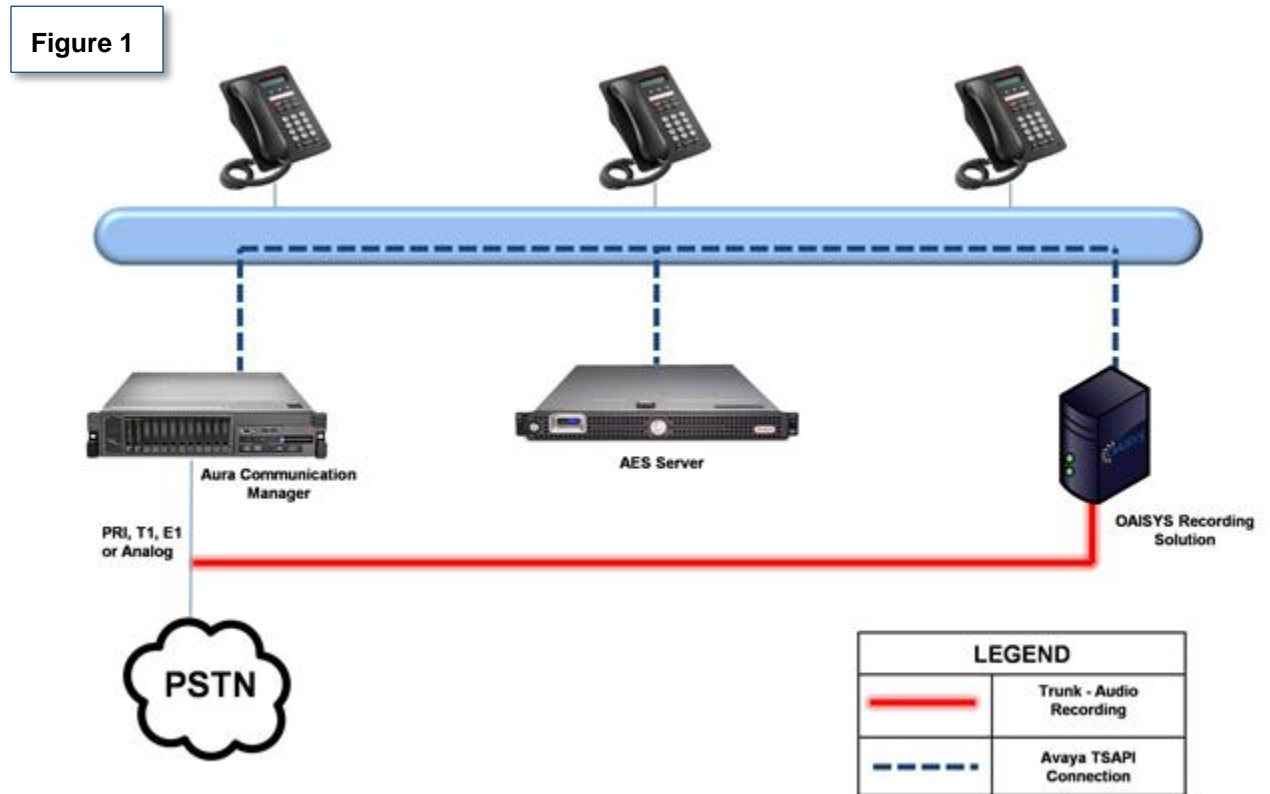 Figure 1
Aura Communication
Manager
AES Server
OAISYS Recording
Solution
PRI, T1, E1
or Analog
PSTN
LEGEND
Trunk - Audio
Recording
Avaya TSAPI
Connection
OAISYS